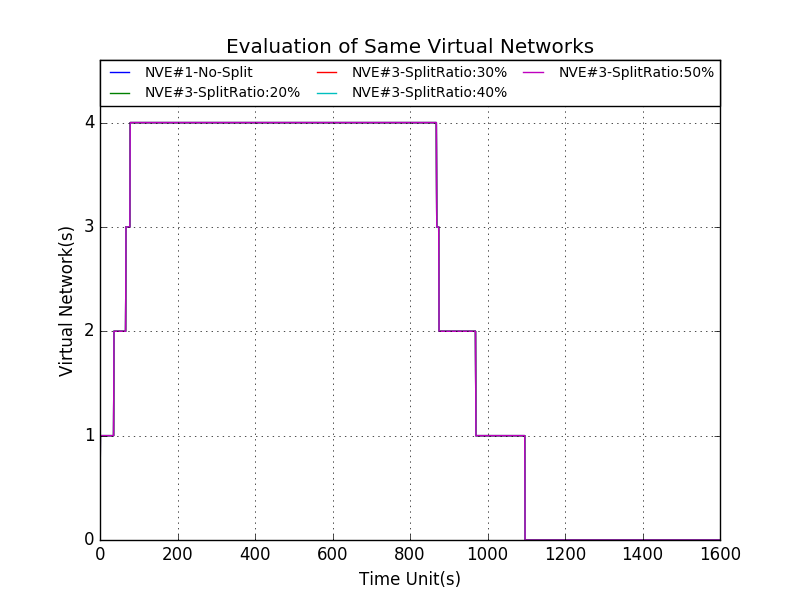 Evaluation of Same Virtual Networks
NVE#1-No-Split NVE#3-SplitRatio:30% NVE#3-SplitRatio:50%
NVE#3-SplitRatio:20% NVE#3-SplitRatio:40%
4
3
2
1
0
Virtual Network(s)
0 200 400 600 800 1000 1200 1400 1600
Time Unit(s)